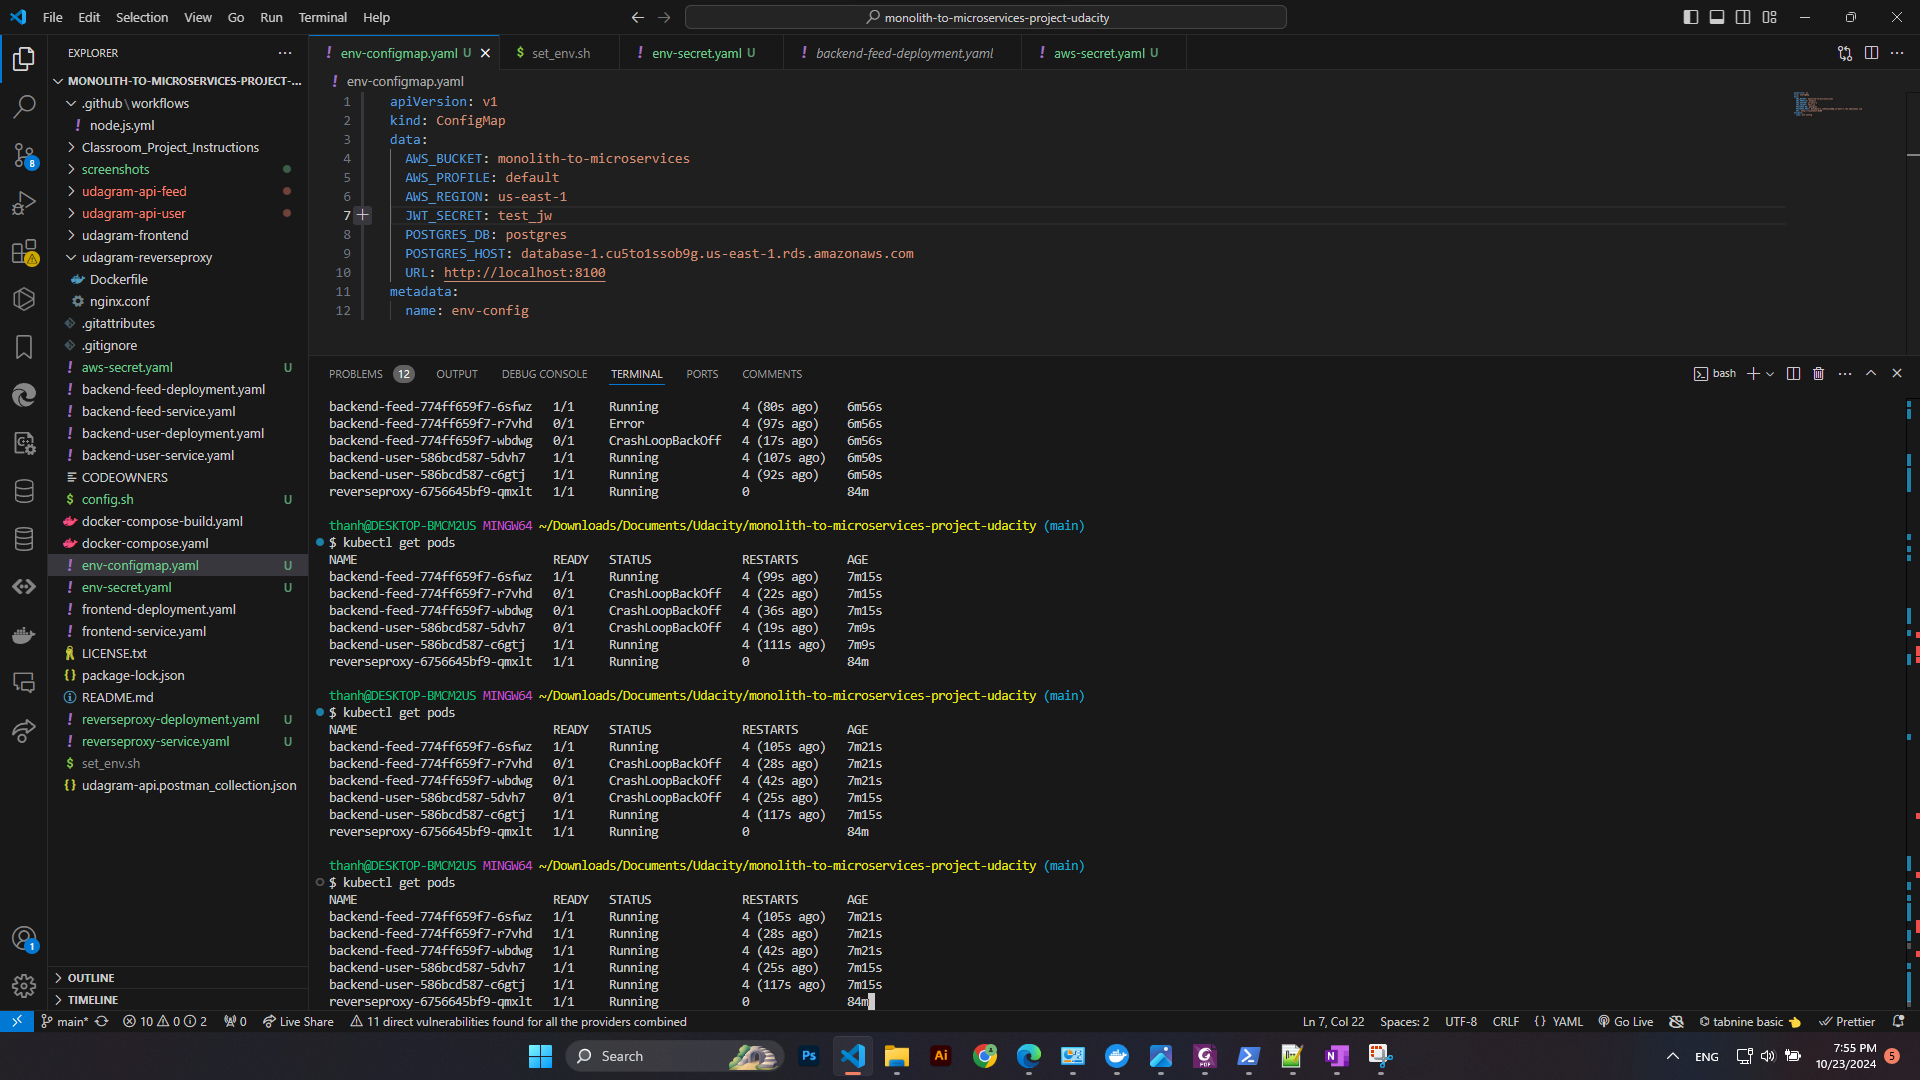 File Edit Selection View Go Run Terminal Help
monolith-to-microservices-project-udacity
EXPLORER
MONOLITH-TO-MICROSERVICES-PROJECT-...
.github\workflows
node.js.yml
Classroom_Project_Instructions
screenshots
udagram-api-feed
udagram-api-user
udagram-frontend
udagram-reverseproxy
Dockerfile
nginx.conf
.gitattributes
.gitignore
aws-secret.yaml U
backend-feed-deployment.yaml
backend-feed-service.yaml
backend-user-deployment.yaml
backend-user-service.yaml
CODEOWNERS
config.sh U
docker-compose-build.yaml
docker-compose.yaml
env-configmap.yaml U
env-secret.yaml U
frontend-deployment.yaml
frontend-service.yaml
LICENSE.txt
package-lock.json
README.md
reverseproxy-deployment.yaml U
reverseproxy-service.yaml U
set_env.sh
udagram-api.postman_collection.json
OUTLINE
TIMELINE
8
1
env-configmap.yaml U
set_env.sh
env-secret.yaml U
backend-feed-deployment.yaml
aws-secret.yaml U
env-configmap.yaml
1 apiVersion: v1
2 kind: ConfigMap
3 data:
4 AWS_BUCKET: monolith-to-microservices
5 AWS_PROFILE: default
6 AWS_REGION: us-east-1
7 JWT_SECRET: test_jw
8 POSTGRES_DB: postgres
9 POSTGRES_HOST: database-1.cu5to1ssob9g.us-east-1.rds.amazonaws.com
10 URL: http://localhost:8100
11 metadata:
12 name: env-config
PROBLEMS 12 OUTPUT DEBUG CONSOLE TERMINAL PORTS COMMENTS
bash
backend-feed-774ff659f7-6sfwz 1/1 Running 4 (80s ago) 6m56s
backend-feed-774ff659f7-r7vhd 0/1 Error 4 (97s ago) 6m56s
backend-feed-774ff659f7-wbdwg 0/1 CrashLoopBackOff 4 (17s ago) 6m56s
backend-user-586bcd587-5dvh7 1/1 Running 4 (107s ago) 6m50s
backend-user-586bcd587-c6gtj 1/1 Running 4 (92s ago) 6m50s
reverseproxy-6756645bf9-qmxlt 1/1 Running 0 84m
thanh@DESKTOP-BMCM2US MINGW64 ~/Downloads/Documents/Udacity/monolith-to-microservices-project-udacity (main)
$ kubectl get pods
NAME READY STATUS RESTARTS AGE
backend-feed-774ff659f7-6sfwz 1/1 Running 4 (99s ago) 7m15s
backend-feed-774ff659f7-r7vhd 0/1 CrashLoopBackOff 4 (22s ago) 7m15s
backend-feed-774ff659f7-wbdwg 0/1 CrashLoopBackOff 4 (36s ago) 7m15s
backend-user-586bcd587-5dvh7 0/1 CrashLoopBackOff 4 (19s ago) 7m9s
backend-user-586bcd587-c6gtj 1/1 Running 4 (111s ago) 7m9s
reverseproxy-6756645bf9-qmxlt 1/1 Running 0 84m
thanh@DESKTOP-BMCM2US MINGW64 ~/Downloads/Documents/Udacity/monolith-to-microservices-project-udacity (main)
$ kubectl get pods
NAME READY STATUS RESTARTS AGE
backend-feed-774ff659f7-6sfwz 1/1 Running 4 (105s ago) 7m21s
backend-feed-774ff659f7-r7vhd 0/1 CrashLoopBackOff 4 (28s ago) 7m21s
backend-feed-774ff659f7-wbdwg 0/1 CrashLoopBackOff 4 (42s ago) 7m21s
backend-user-586bcd587-5dvh7 0/1 CrashLoopBackOff 4 (25s ago) 7m15s
backend-user-586bcd587-c6gtj 1/1 Running 4 (117s ago) 7m15s
reverseproxy-6756645bf9-qmxlt 1/1 Running 0 84m
thanh@DESKTOP-BMCM2US MINGW64 ~/Downloads/Documents/Udacity/monolith-to-microservices-project-udacity (main)
$ kubectl get pods
NAME READY STATUS RESTARTS AGE
backend-feed-774ff659f7-6sfwz 1/1 Running 4 (105s ago) 7m21s
backend-feed-774ff659f7-r7vhd 1/1 Running 4 (28s ago) 7m21s
backend-feed-774ff659f7-wbdwg 1/1 Running 4 (42s ago) 7m21s
backend-user-586bcd587-5dvh7 1/1 Running 4 (25s ago) 7m15s
backend-user-586bcd587-c6gtj 1/1 Running 4 (117s ago) 7m15s
reverseproxy-6756645bf9-qmxlt 1/1 Running 0 84m
main* 10 0 2 0 Live Share 11 direct vulnerabilities found for all the providers combined
Ln 7, Col 22 Spaces: 2 UTF-8 CRLF {} YAML Go Live tabnine basic Prettier
Search
Ps Ai
ENG
7:55 PM
10/23/2024
5